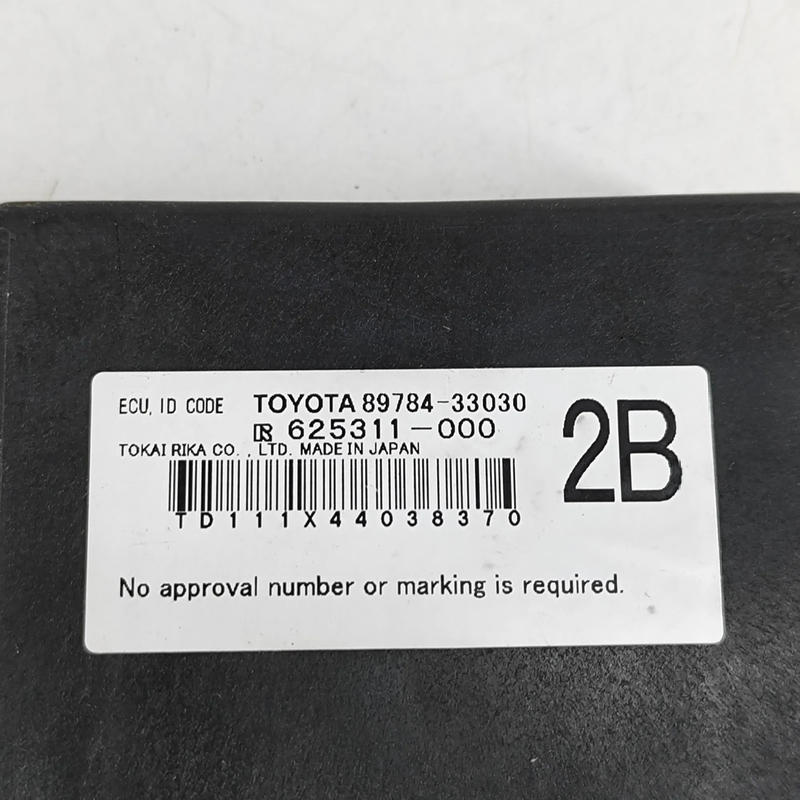 ECU, ID CODE TOYOTA 89784-33030
R 625311-000
2B
TOKAI RIKA CO., LTD. MADE IN JAPAN
TD111X44038370
No approval number or marking is required.